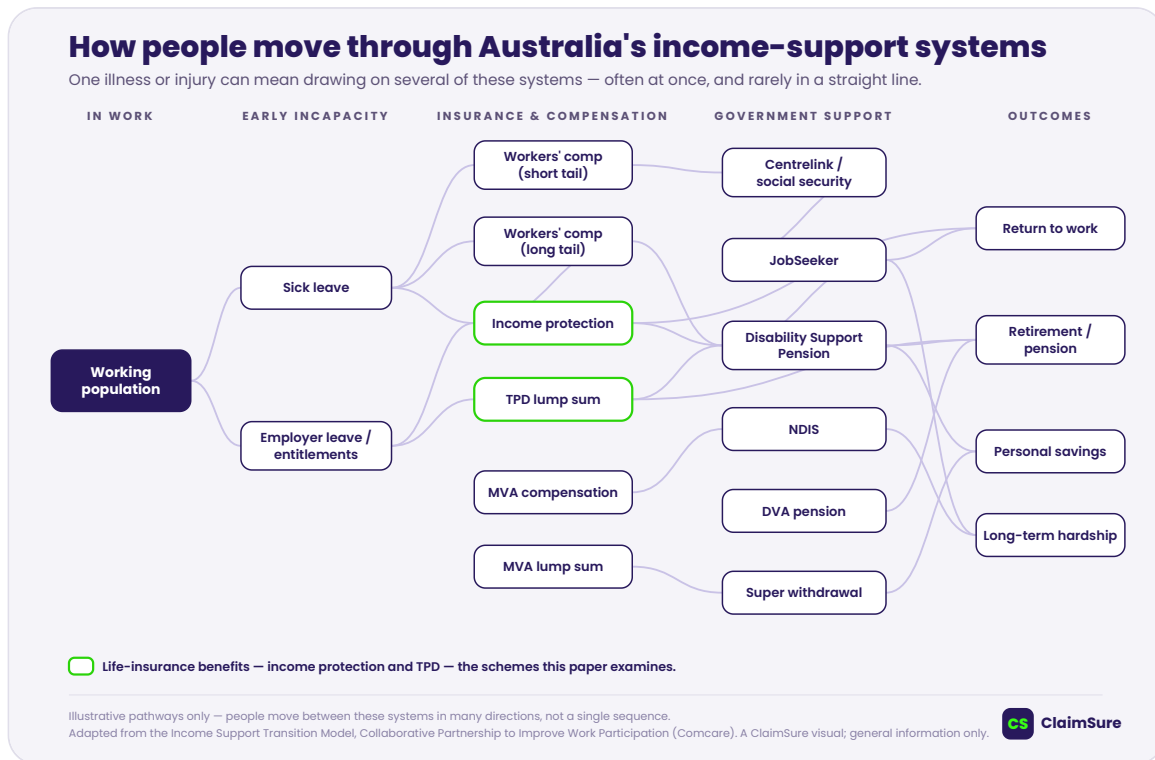 How people move through Australia's income-support systems
One illness or injury can mean drawing on several of these systems — often at once, and rarely in a straight line.
IN WORK
EARLY INCAPACITY
INSURANCE & COMPENSATION
GOVERNMENT SUPPORT
OUTCOMES
Working
population
Sick leave
Employer leave /
entitlements
Workers' comp
(short tail)
Workers' comp
(long tail)
Income protection
TPD lump sum
MVA compensation
MVA lump sum
Centrelink /
social security
JobSeeker
Disability Support
Pension
NDIS
DVA pension
Super withdrawal
Return to work
Retirement /
pension
Personal savings
Long-term hardship
Life-insurance benefits — income protection and TPD — the schemes this paper examines.
Illustrative pathways only — people move between these systems in many directions, not a single sequence.
Adapted from the Income Support Transition Model, Collaborative Partnership to Improve Work Participation (Comcare). A ClaimSure visual; general information only.
CS ClaimSure